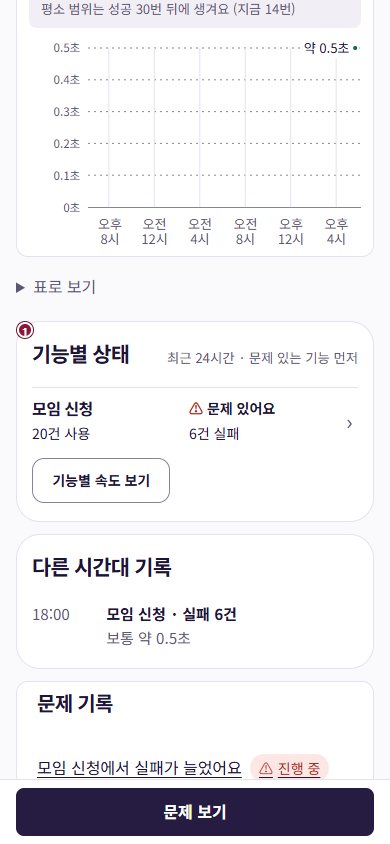 평소 범위는 성공 30번 뒤에 생겨요 (지금 14번)
0.5초
약 0.5초
0.4초
0.3초
0.2초
0.1초
0초
오후 8시
오전 12시
오전 4시
오전 8시
오후 12시
오후 4시
▶ 표로 보기
1
기능별 상태
최근 24시간 · 문제 있는 기능 먼저
모임 신청
문제 있어요
20건 사용
6건 실패
기능별 속도 보기
다른 시간대 기록
18:00
모임 신청 · 실패 6건
보통 약 0.5초
문제 기록
모임 신청에서 실패가 늘었어요
진행 중
문제 보기